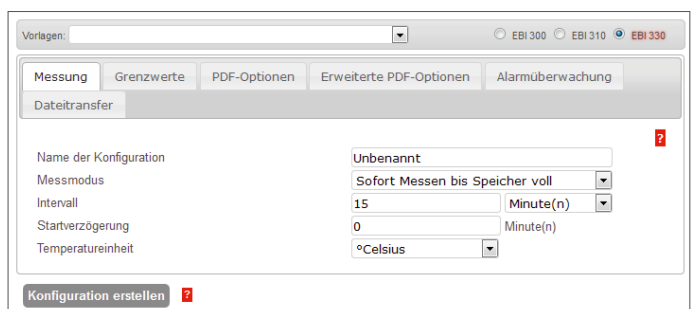 Vorlagen: EBI 300 EBI 310 EBI 330
Messung Grenzwerte PDF-Optionen Erweiterte PDF-Optionen Alarmüberwachung
Dateitransfer
?
Name der Konfiguration Unbenannt
Messmodus Sofort Messen bis Speicher voll
Intervall 15 Minute(n)
Startverzögerung 0 Minute(n)
Temperatureinheit °Celsius
Konfiguration erstellen ?